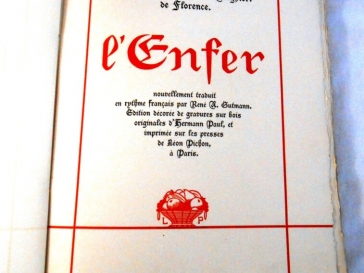 de Florence.
l'Enfer
nouvellement traduit
en rythme français par René A. Gutmann.
Edition décorée de gravures sur bois
originales d'Hermann Paul, et
imprimée sur les presses
de Léon Pichon,
à Paris.
L P